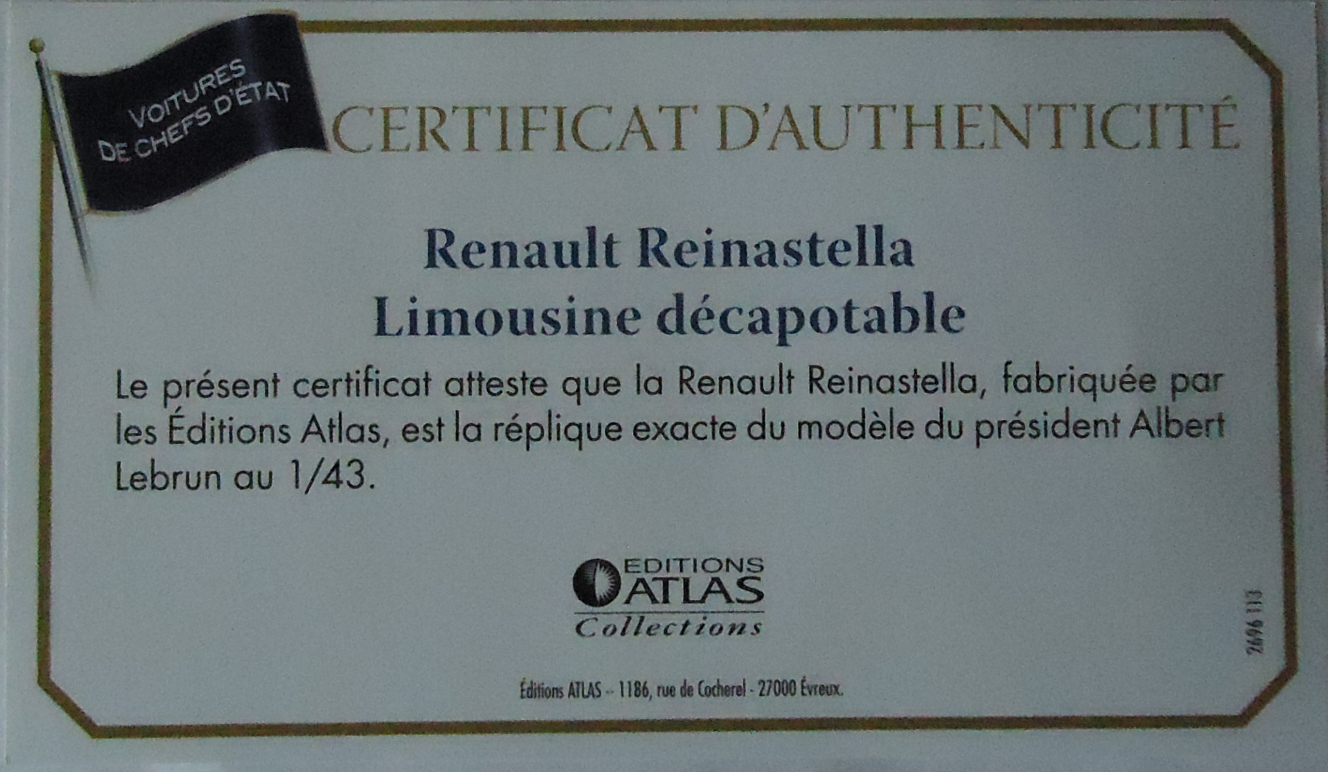 VOITURES
DE CHEFS D'ÉTAT
CERTIFICAT D'AUTHENTICITÉ
Renault Reinastella
Limousine décapotable
Le présent certificat atteste que la Renault Reinastella, fabriquée par
les Éditions Atlas, est la réplique exacte du modèle du président Albert
Lebrun au 1/43.
EDITIONS
ATLAS
Collections
2696 113
Éditions ATLAS - 1186, rue de Cocherel - 27000 Évreux.